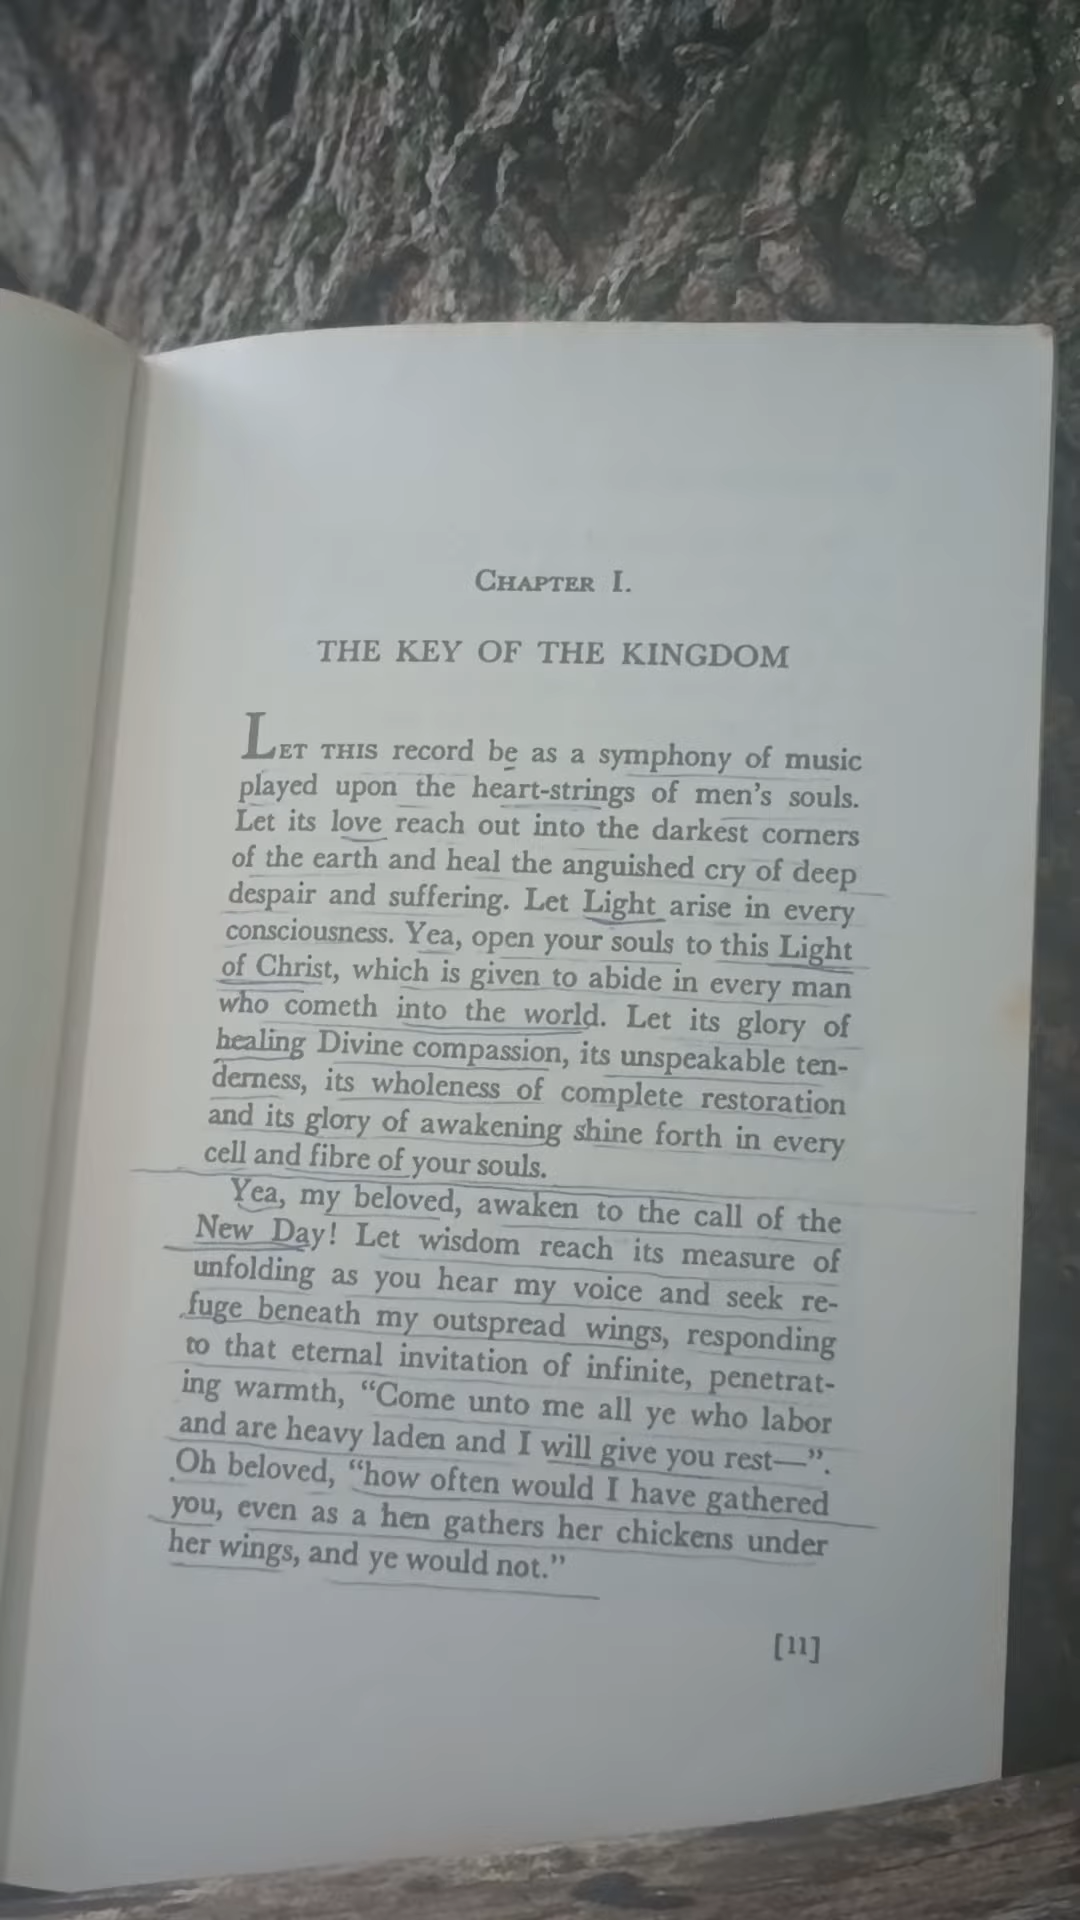 CHAPTER I.
THE KEY OF THE KINGDOM
LET THIS record be as a symphony of music
played upon the heart-strings of men's souls.
Let its love reach out into the darkest corners
of the earth and heal the anguished cry of deep
despair and suffering. Let Light arise in every
consciousness. Yea, open your souls to this Light
of Christ, which is given to abide in every man
who cometh into the world. Let its glory of
healing Divine compassion, its unspeakable ten-
derness, its wholeness of complete restoration
and its glory of awakening shine forth in every
cell and fibre of your souls.
Yea, my beloved, awaken to the call of the
New Day! Let wisdom reach its measure of
unfolding as you hear my voice and seek re-
fuge beneath my outspread wings, responding
to that eternal invitation of infinite, penetrat-
ing warmth, “Come unto me all ye who labor
and are heavy laden and I will give you rest—”.
Oh beloved, “how often would I have gathered
you, even as a hen gathers her chickens under
her wings, and ye would not.”
[11]